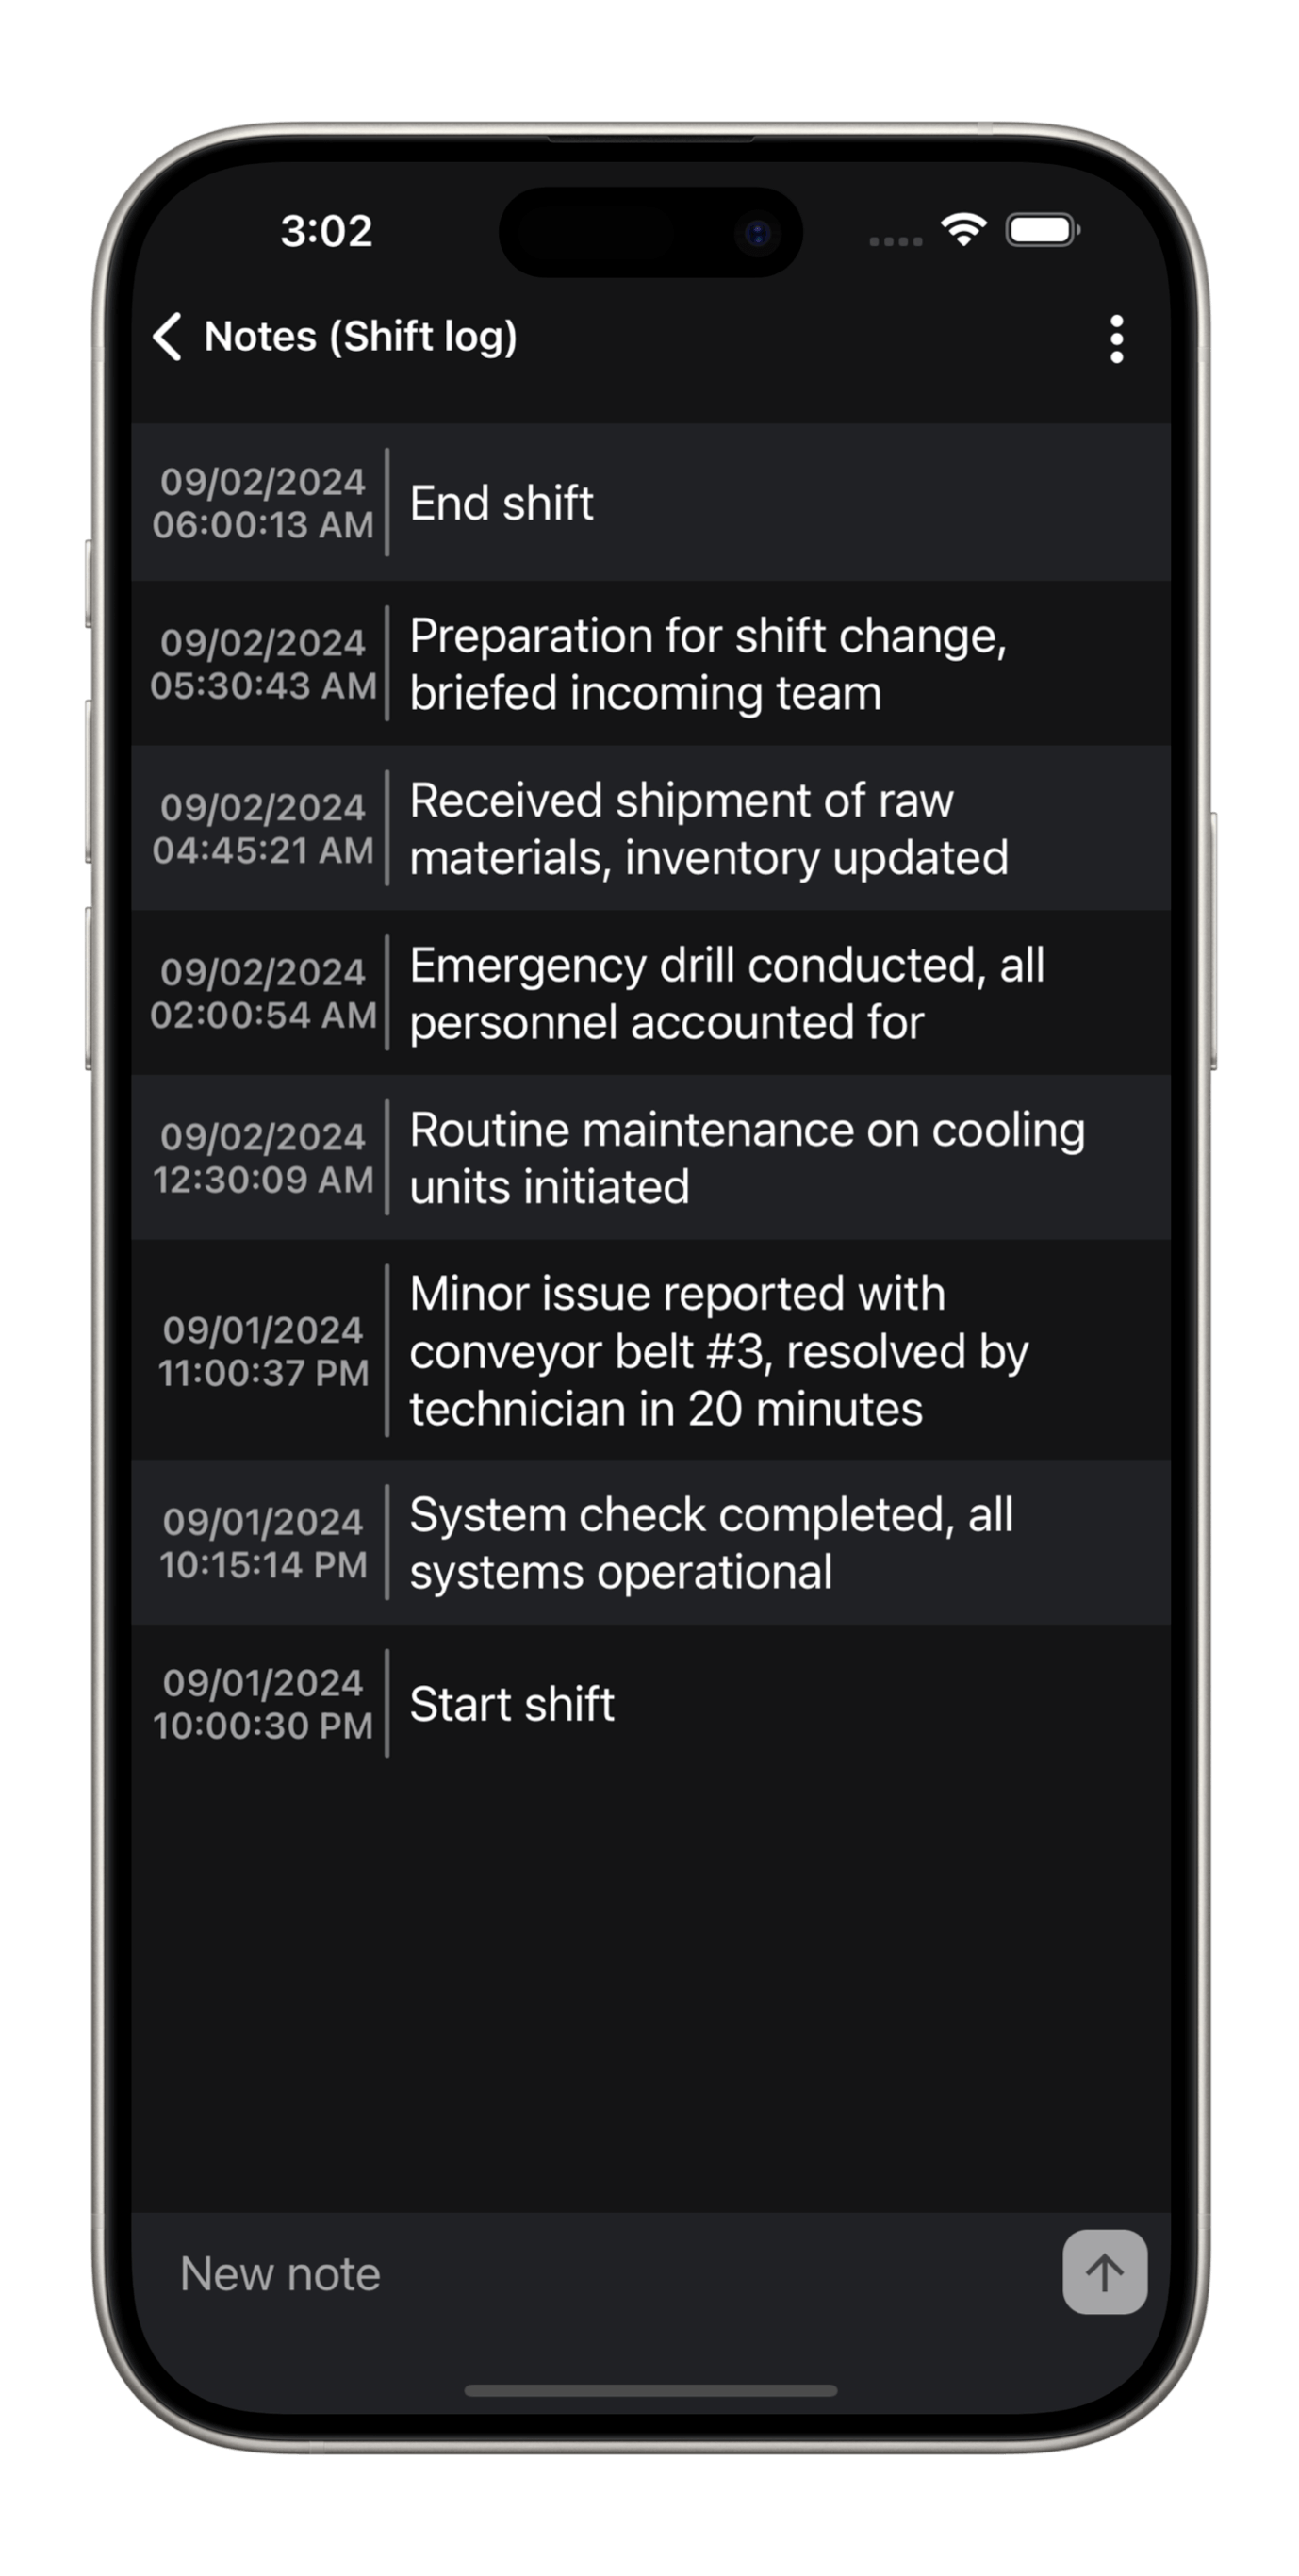 3:02
Notes (Shift log)
09/02/2024
06:00:13 AM
End shift
09/02/2024
05:30:43 AM
Preparation for shift change,
briefed incoming team
09/02/2024
04:45:21 AM
Received shipment of raw
materials, inventory updated
09/02/2024
02:00:54 AM
Emergency drill conducted, all
personnel accounted for
09/02/2024
12:30:09 AM
Routine maintenance on cooling
units initiated
09/01/2024
11:00:37 PM
Minor issue reported with
conveyor belt #3, resolved by
technician in 20 minutes
09/01/2024
10:15:14 PM
System check completed, all
systems operational
09/01/2024
10:00:30 PM
Start shift
New note